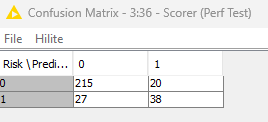 Confusion Matrix - 3:36 - Scorer (Perf Test)
File Hilite
Risk \ Predi... 0 1
0 215 20
1 27 38